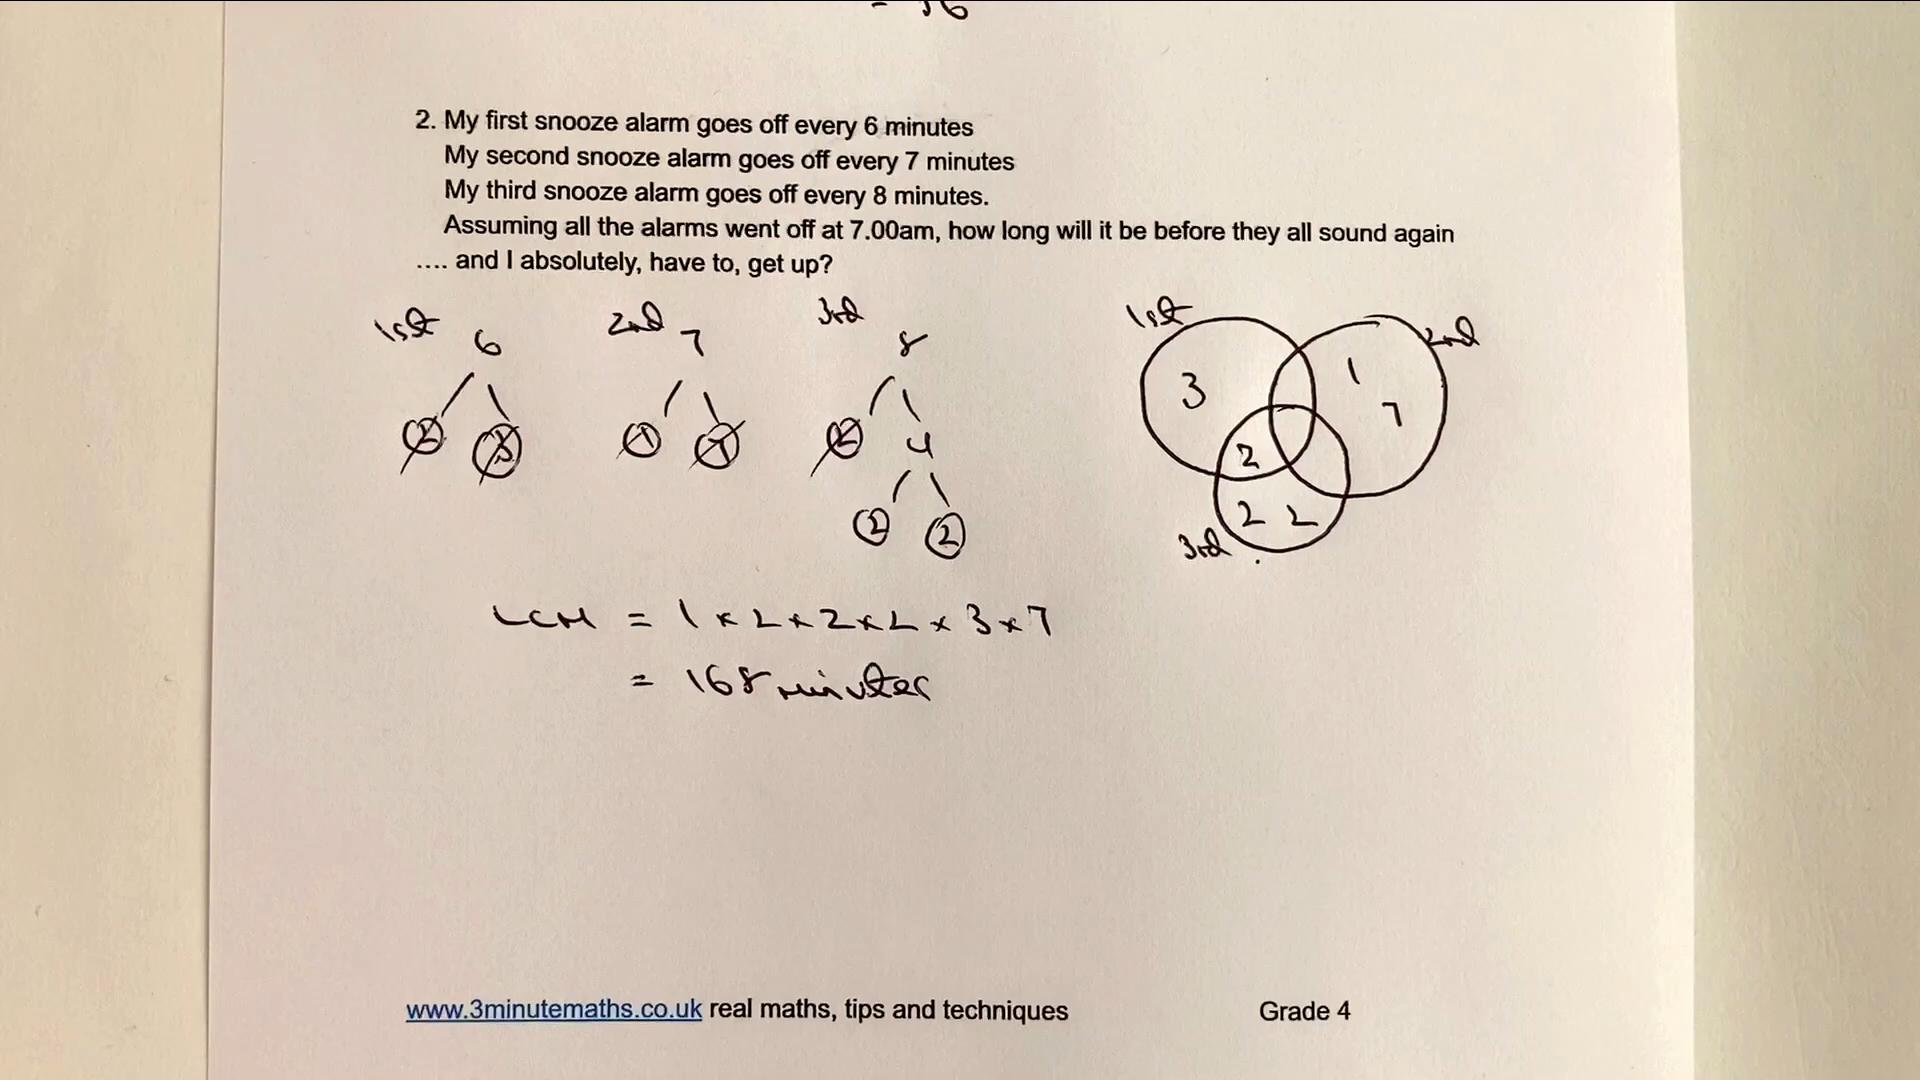 = 36
2. My first snooze alarm goes off every 6 minutes
My second snooze alarm goes off every 7 minutes
My third snooze alarm goes off every 8 minutes.
Assuming all the alarms went off at 7.00am, how long will it be before they all sound again
.... and I absolutely, have to, get up?
1st 6
2 3
2nd 7
1 7
3rd 8
2 4
2 2
1st 2nd
3 1
7
2
2 2
3rd
LCM = 1 × 2 × 2 × 2 × 3 × 7
= 168 minutes
www.3minutemaths.co.uk real maths, tips and techniques Grade 4